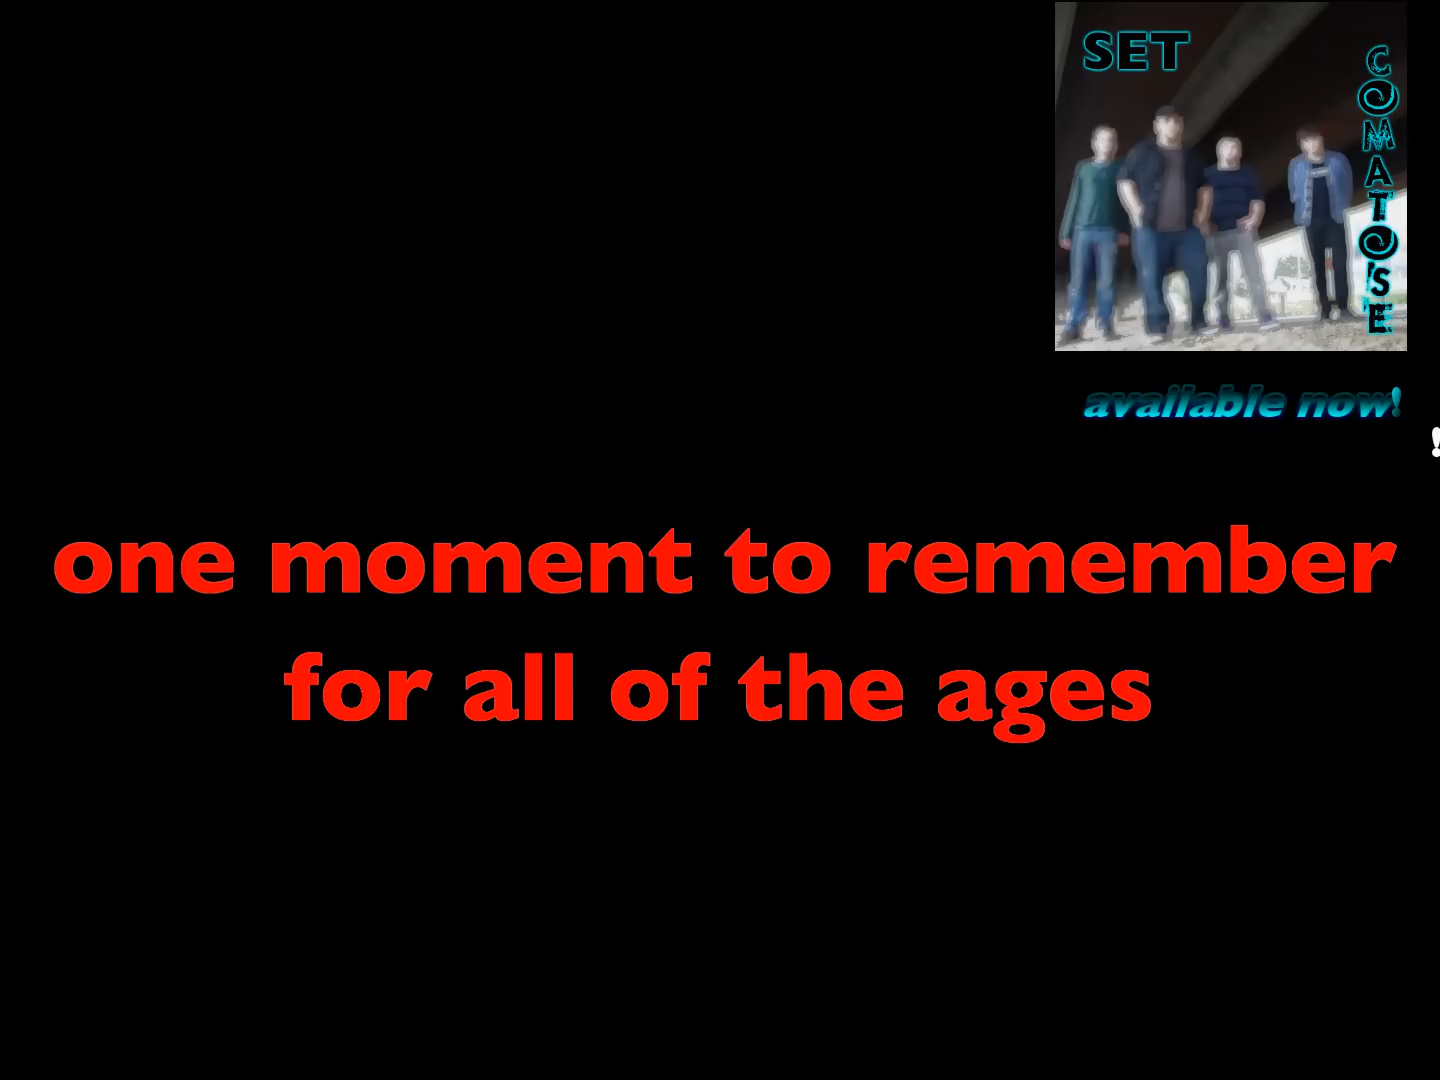 SET
COMATOSE
available now!
!
one moment to remember
for all of the ages